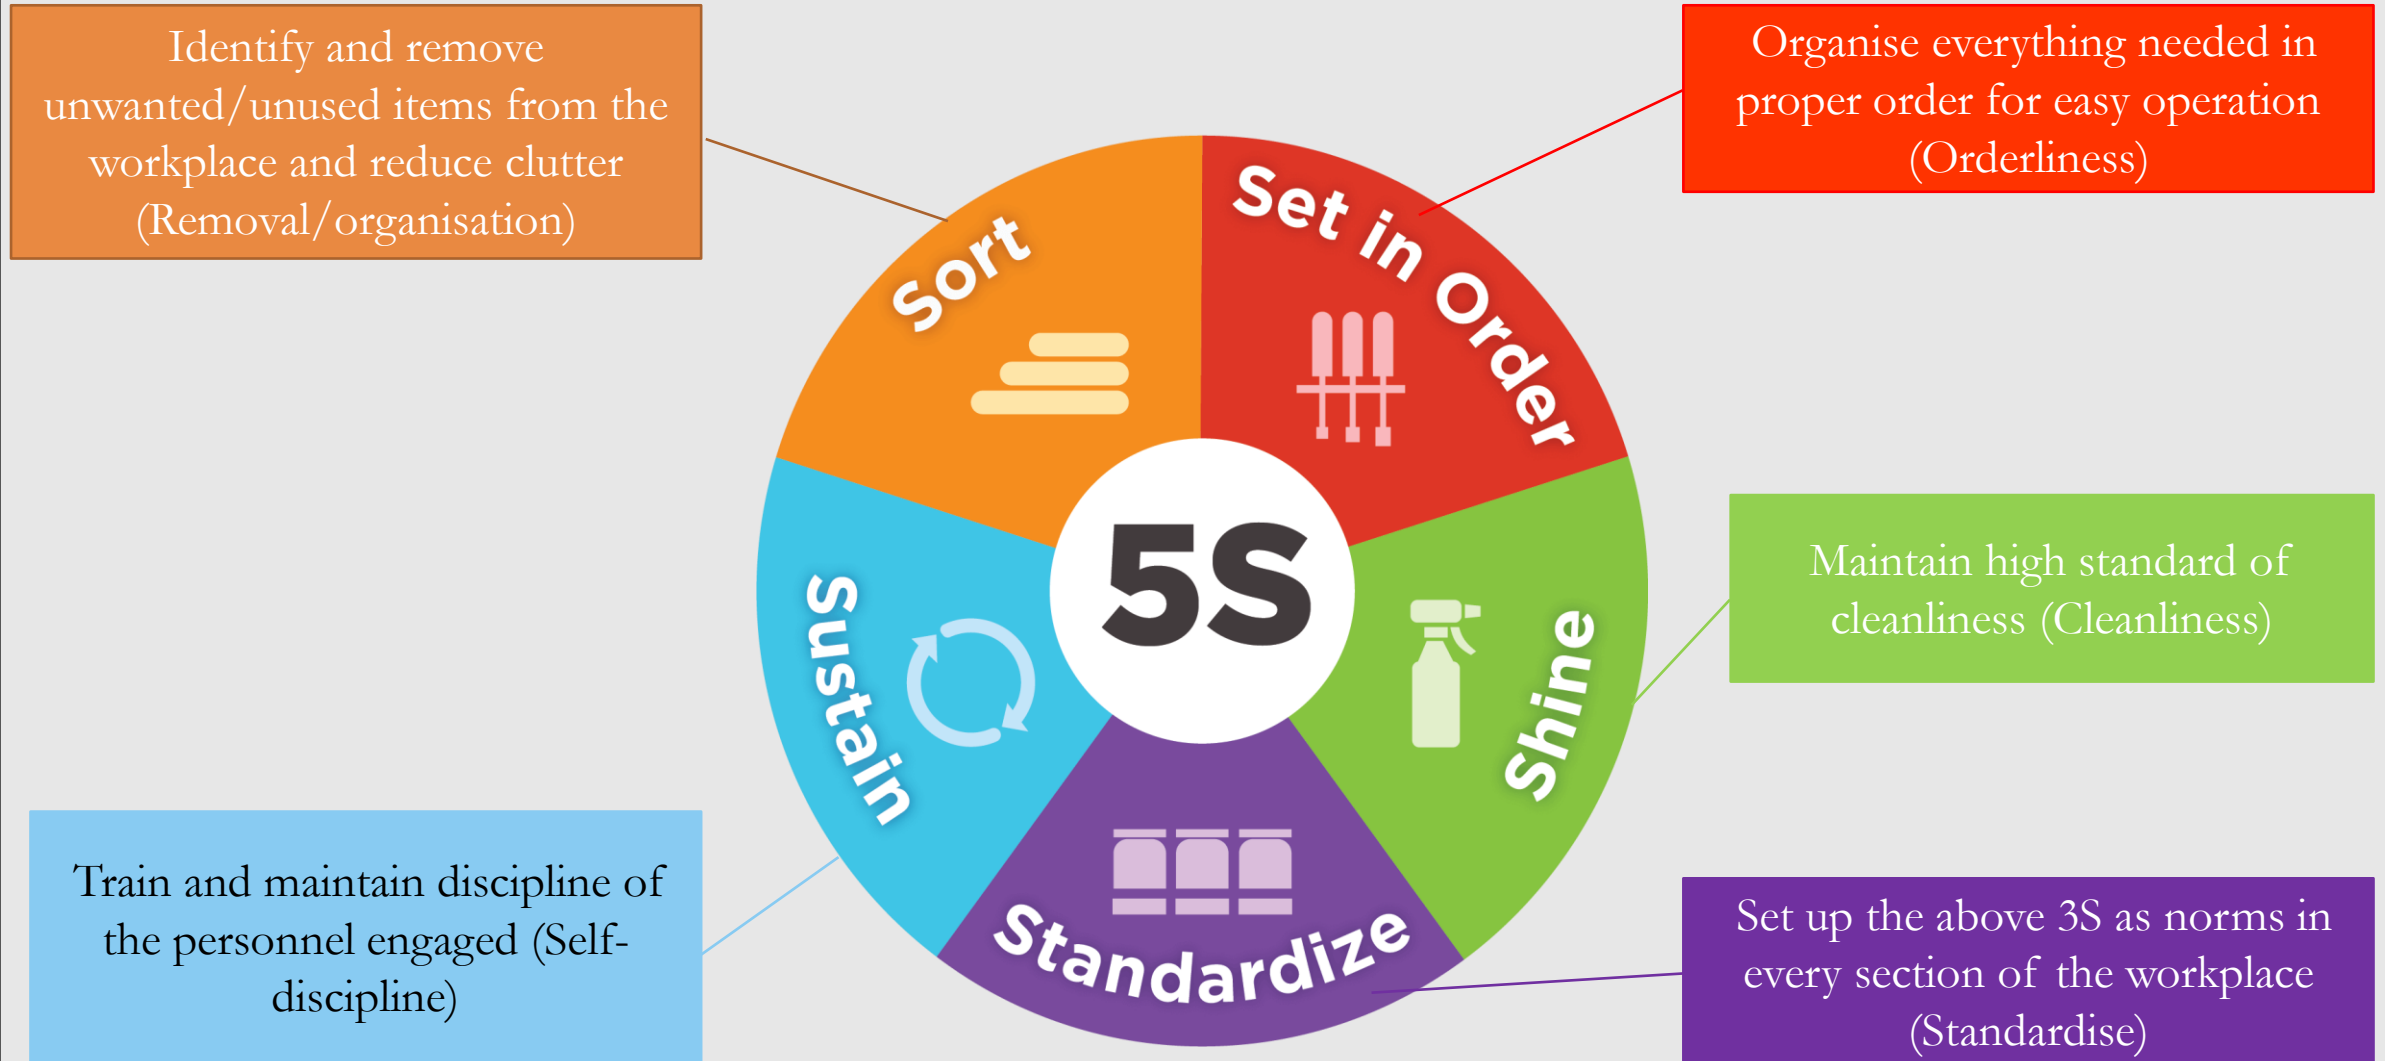 Identify and remove
unwanted/unused items from the
workplace and reduce clutter
(Removal/organisation)
Organise everything needed in
proper order for easy operation
(Orderliness)
Sort
Set in Order
5S
Sustain
Shine
Standardize
Maintain high standard of
cleanliness (Cleanliness)
Train and maintain discipline of
the personnel engaged (Self-
discipline)
Set up the above 3S as norms in
every section of the workplace
(Standardise)